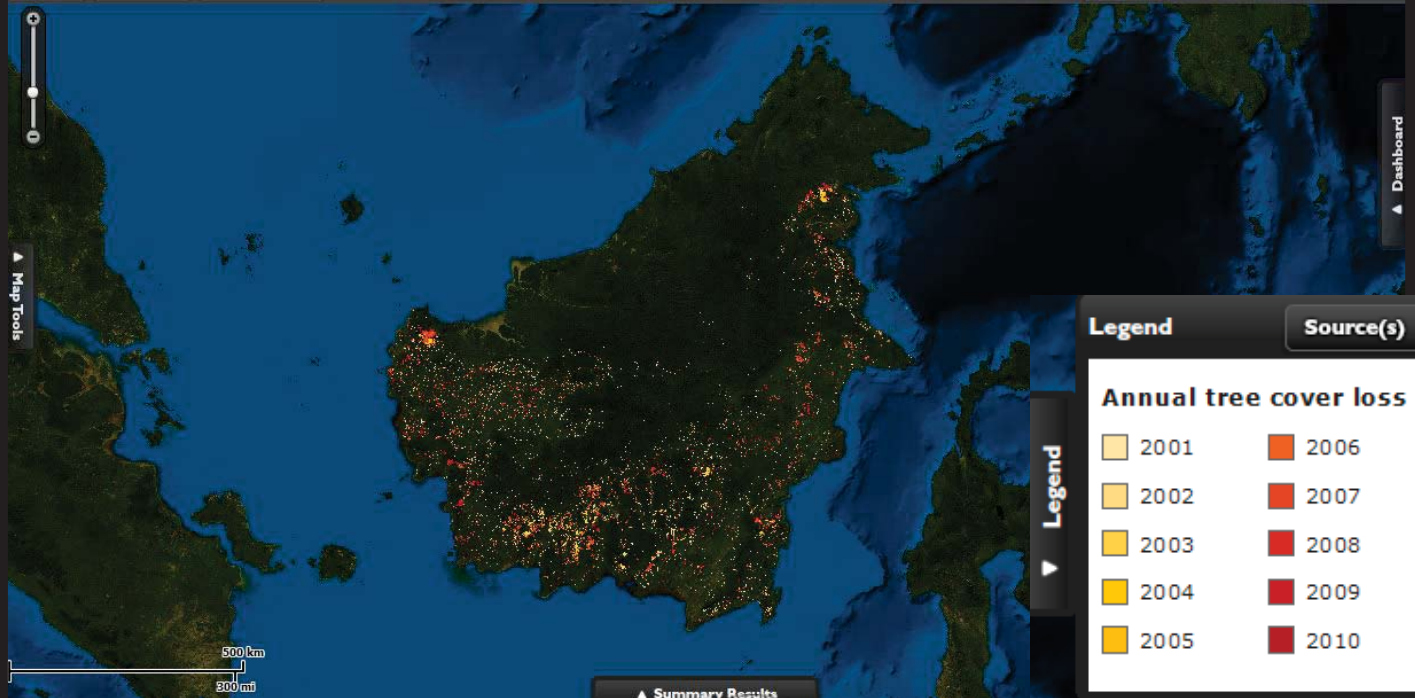 Dashboard
Map Tools
Legend
Source(s)
Legend
Annual tree cover loss
2001
2006
2002
2007
2003
2008
2004
2009
2005
2010
500 km
300 mi
Summary Results